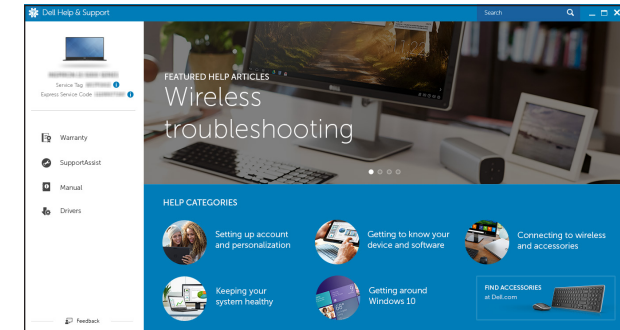 Dell Help & Support
Search
Service Tag:
Express Service Code:
Warranty
SupportAssist
Manual
Drivers
Feedback
FEATURED HELP ARTICLES
Wireless
troubleshooting
HELP CATEGORIES
Setting up account
and personalization
Getting to know your
device and software
Connecting to wireless
and accessories
Keeping your
system healthy
Getting around
Windows 10
FIND ACCESSORIES
at Dell.com